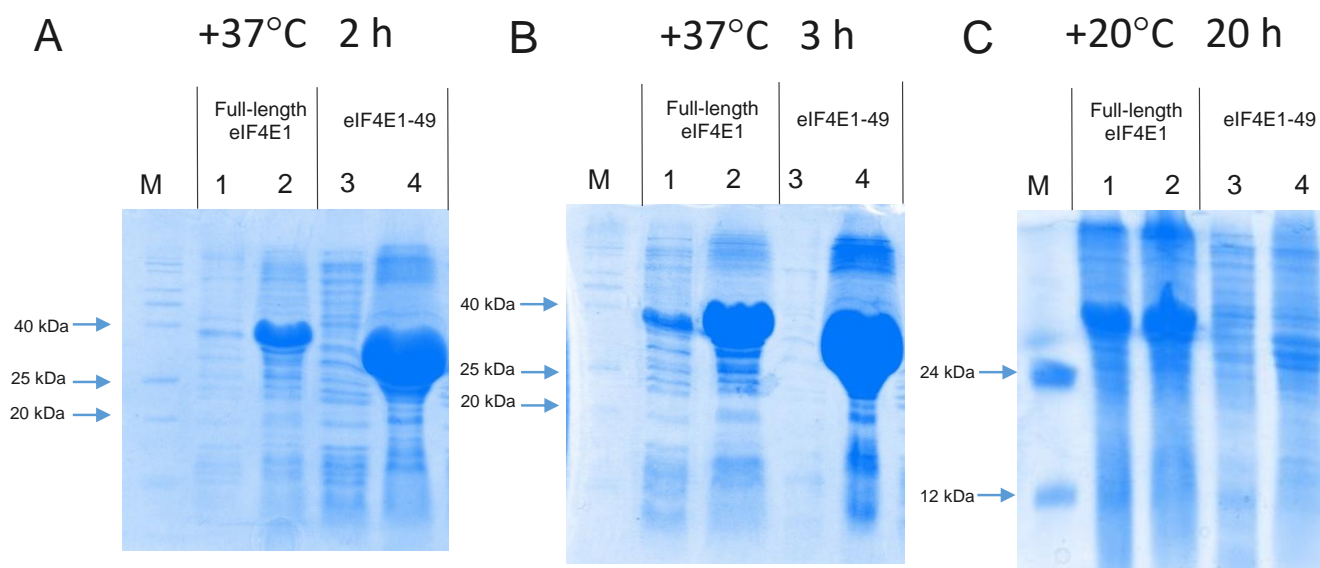 A +37°C 2 h
Full-length
eIF4E1
eIF4E1-49
M 1 2 3 4
40 kDa
25 kDa
20 kDa
B +37°C 3 h
Full-length
eIF4E1
eIF4E1-49
M 1 2 3 4
40 kDa
25 kDa
20 kDa
C +20°C 20 h
Full-length
eIF4E1
eIF4E1-49
M 1 2 3 4
24 kDa
12 kDa